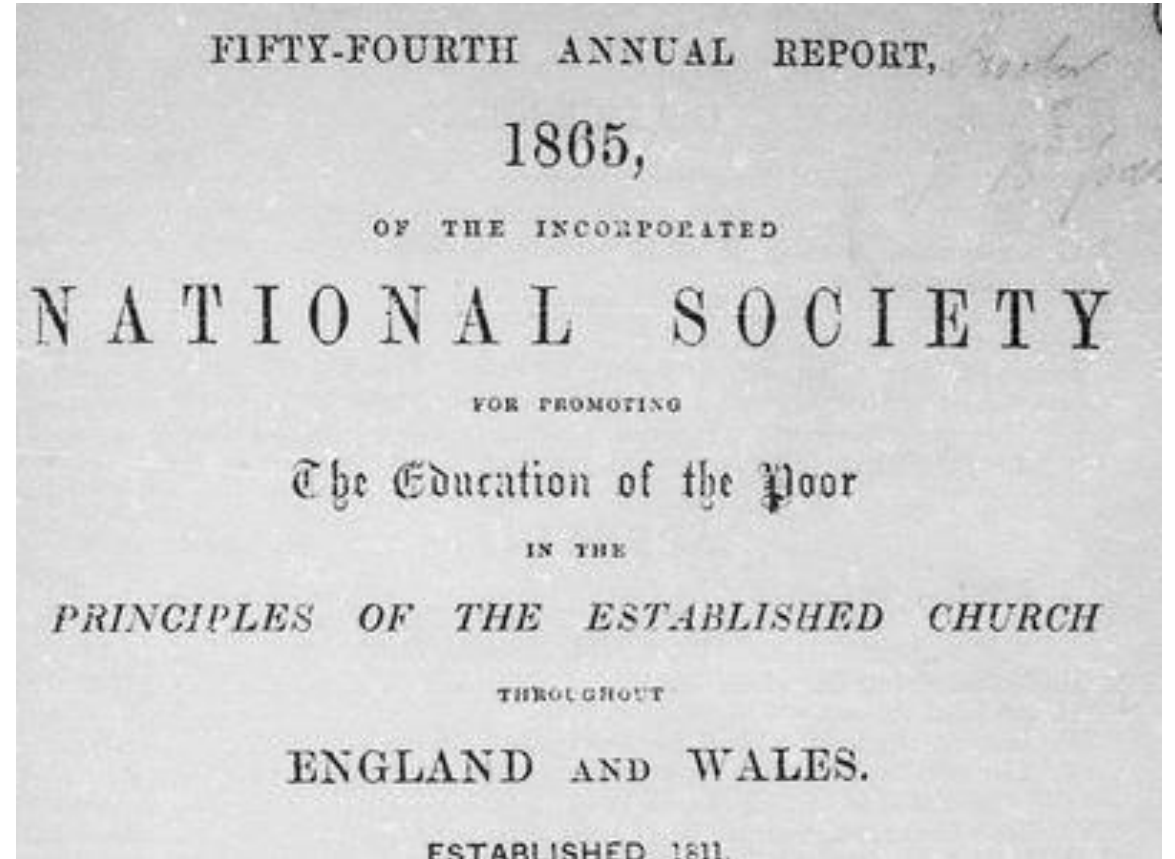 FIFTY-FOURTH ANNUAL REPORT,
1865,
OF THE INCORPORATED
NATIONAL SOCIETY
FOR PROMOTING
The Education of the Poor
IN THE
PRINCIPLES OF THE ESTABLISHED CHURCH
THROUGHOUT
ENGLAND AND WALES.
ESTABLISHED 1811.